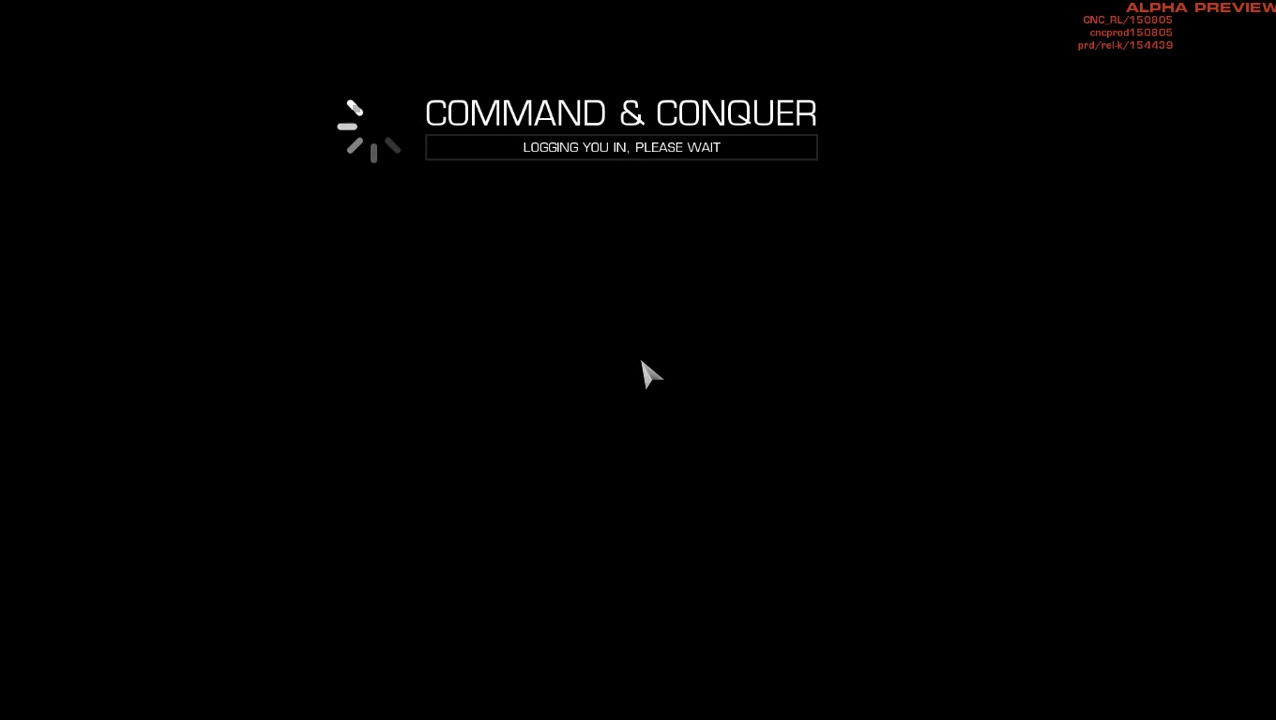 ALPHA PREVIEW
CNC_RL/150805
cncprod150805
prd/rel-k/154439
COMMAND & CONQUER
LOGGING YOU IN, PLEASE WAIT